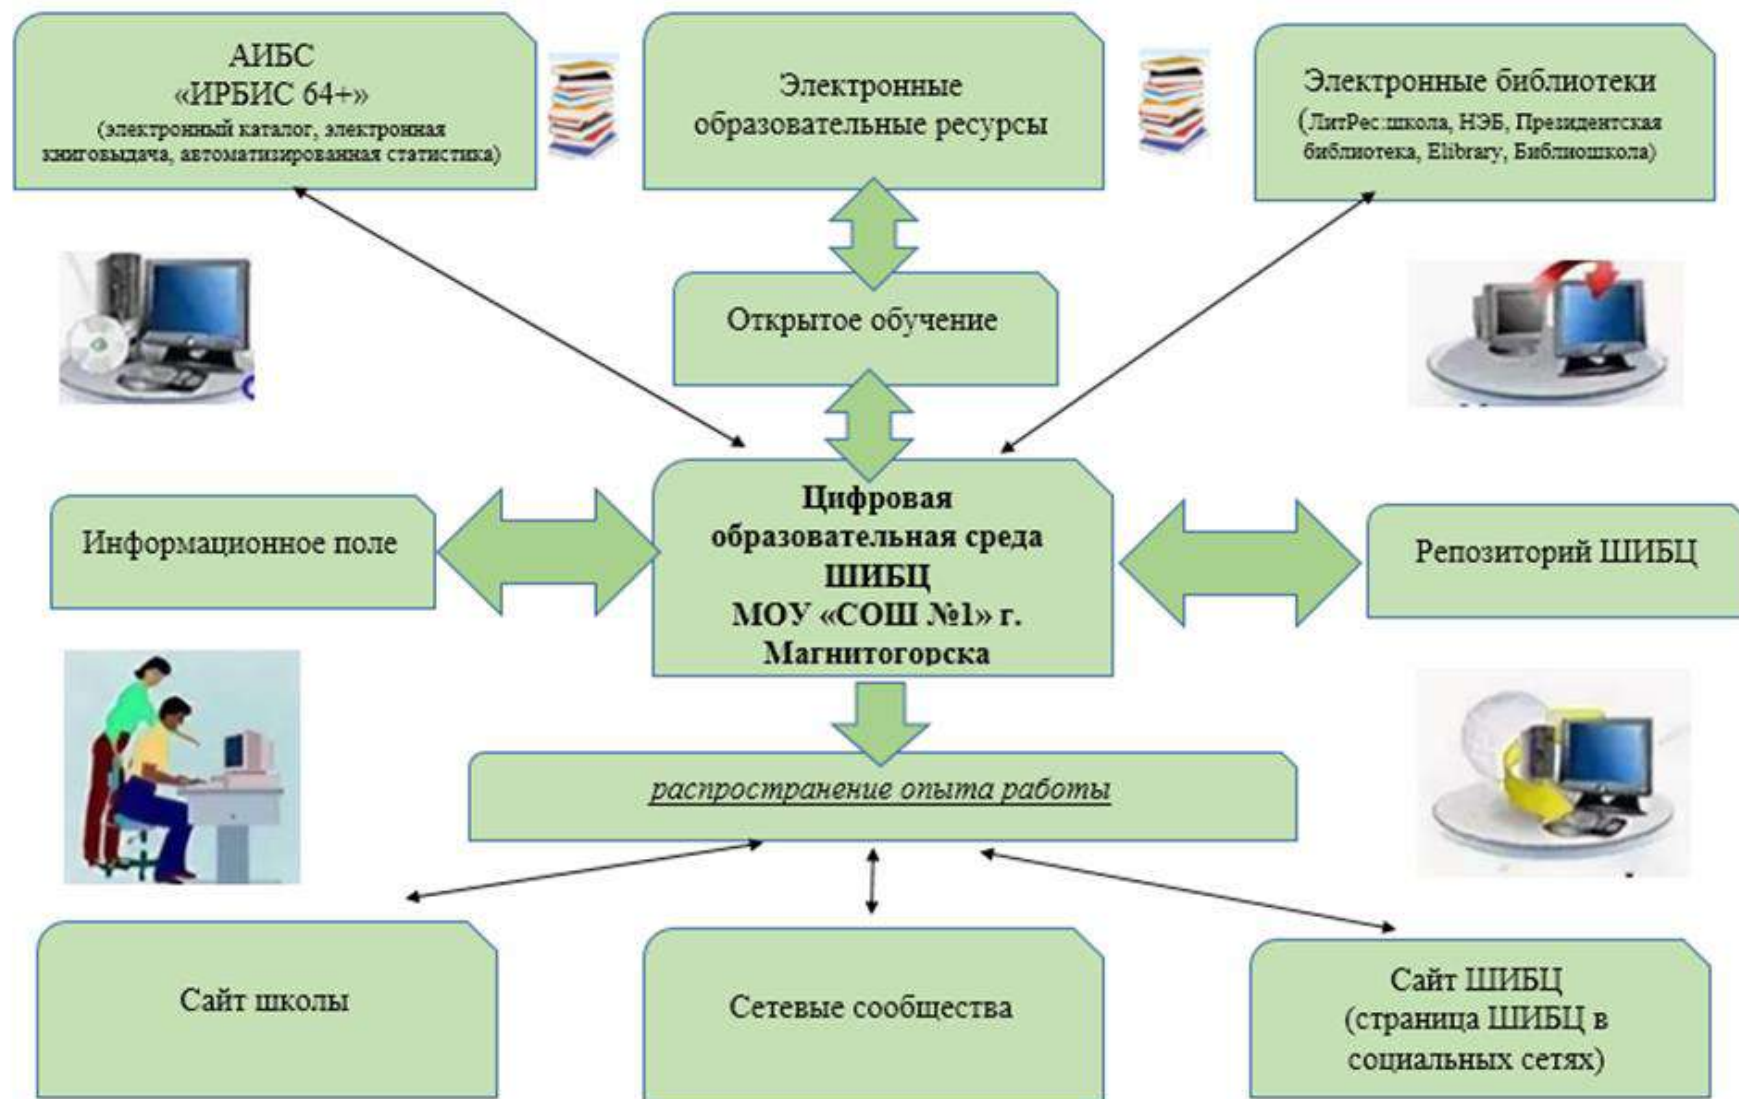 АИБС
«ИРБИС 64+»
(электронный каталог, электронная
книговыдача, автоматизированная статистика)
Электронные
образовательные ресурсы
Электронные библиотеки
(ЛитРес:школа, НЭБ, Президентская
библиотека, Elibrary, Библиошкола)
Открытое обучение
Информационное поле
Цифровая
образовательная среда
ШИБЦ
МОУ «СОШ №1» г.
Магнитогорска
Репозиторий ШИБЦ
распространение опыта работы
Сайт школы
Сетевые сообщества
Сайт ШИБЦ
(страница ШИБЦ в
социальных сетях)